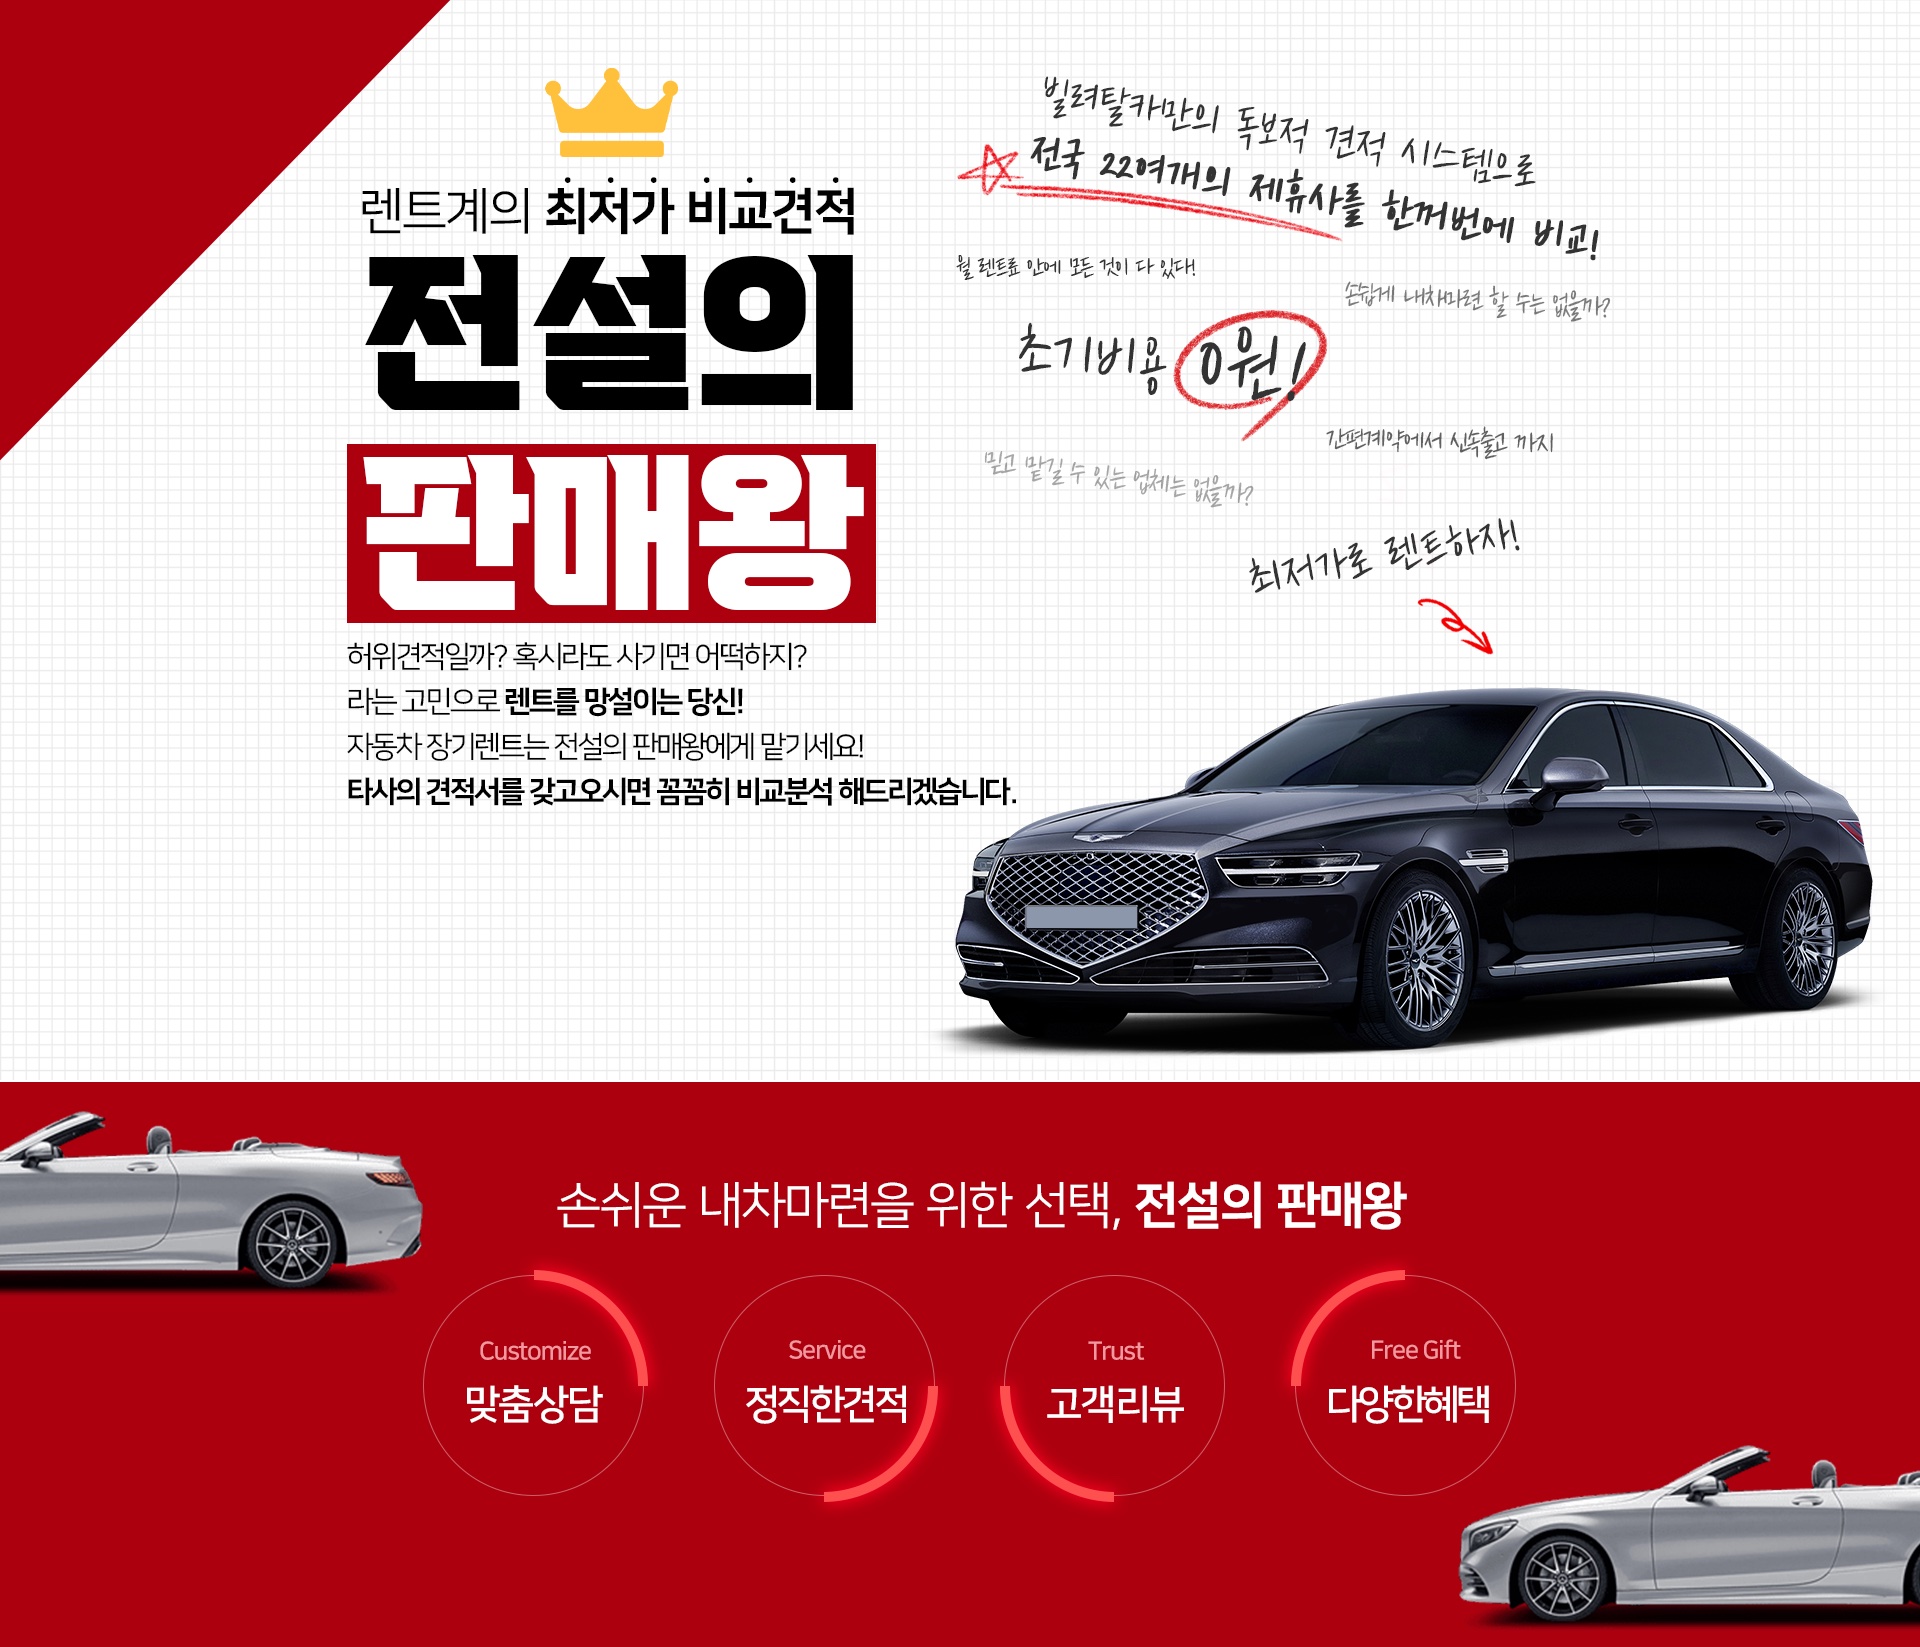 렌트계의 최저가 비교견적
전설의
판매왕
허위견적일까? 혹시라도 사기면 어떡하지?
라는 고민으로 렌트를 망설이는 당신!
자동차 장기렌트는 전설의 판매왕에게 맡기세요!
타사의 견적서를 갖고오시면 꼼꼼히 비교분석 해드리겠습니다.
빌려탈카만의 독보적 견적 시스템으로
전국 22여개의 제휴사를 한꺼번에 비교!
월 렌트료 안에 모든 것이 다 있다!
손쉽게 내차마련 할 수는 없을까?
초기비용 0원!
간편계약에서 신속출고 까지
믿고 맡길 수 있는 업체는 없을까?
최저가로 렌트하자!
손쉬운 내차마련을 위한 선택, 전설의 판매왕
Customize
맞춤상담
Service
정직한견적
Trust
고객리뷰
Free Gift
다양한혜택